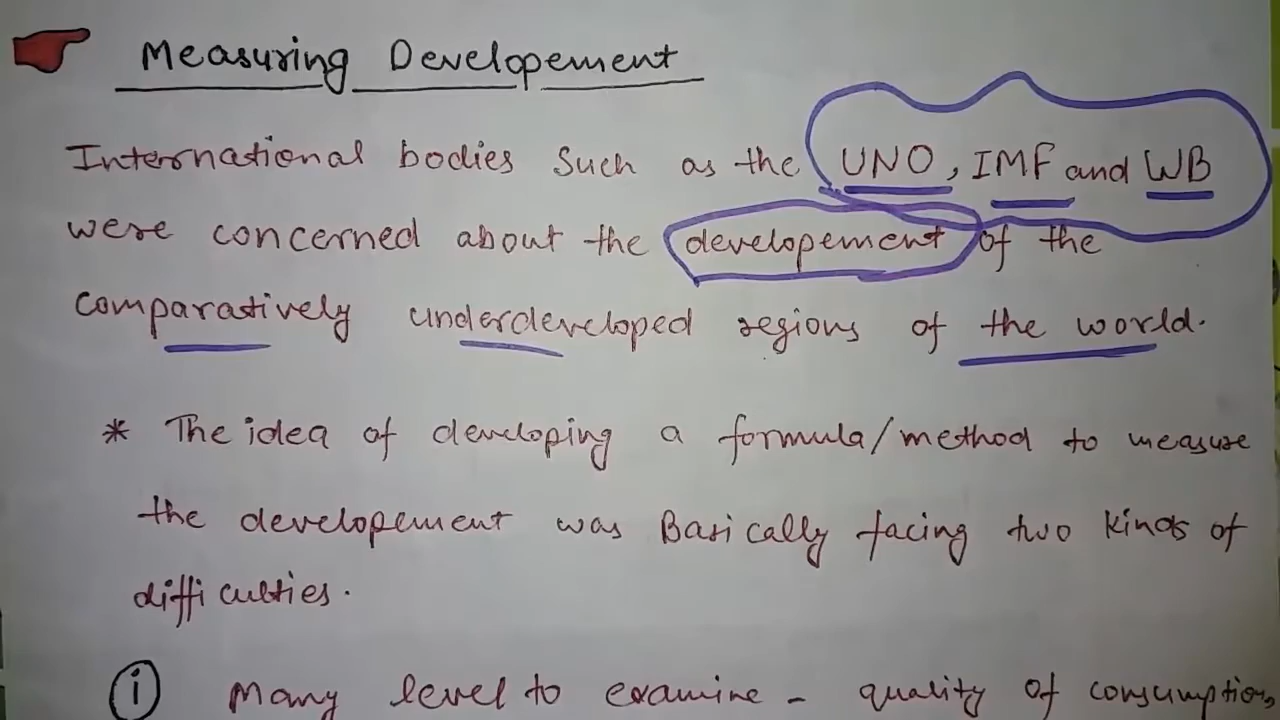 Measuring Developement
International bodies Such as the UNO, IMF and WB
were concerned about the developement of the
comparatively underdeveloped regions of the world.
* The idea of developing a formula/method to measure
the developement was Basically facing two kinds of
difficulties.
(i) Many level to examine - quality of consumption,